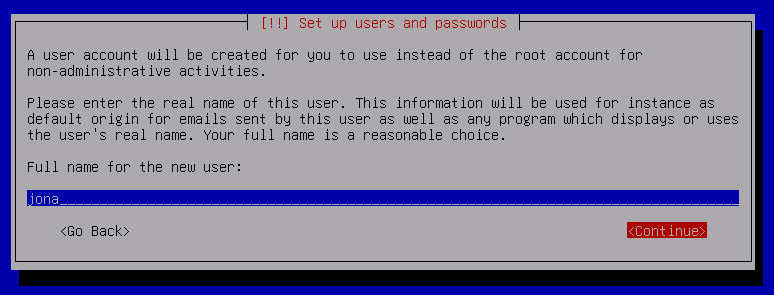 [!!] Set up users and passwords
A user account will be created for you to use instead of the root account for
non-administrative activities.
Please enter the real name of this user. This information will be used for instance as
default origin for emails sent by this user as well as any program which displays or uses
the user's real name. Your full name is a reasonable choice.
Full name for the new user:
jona
<Go Back> <Continue>